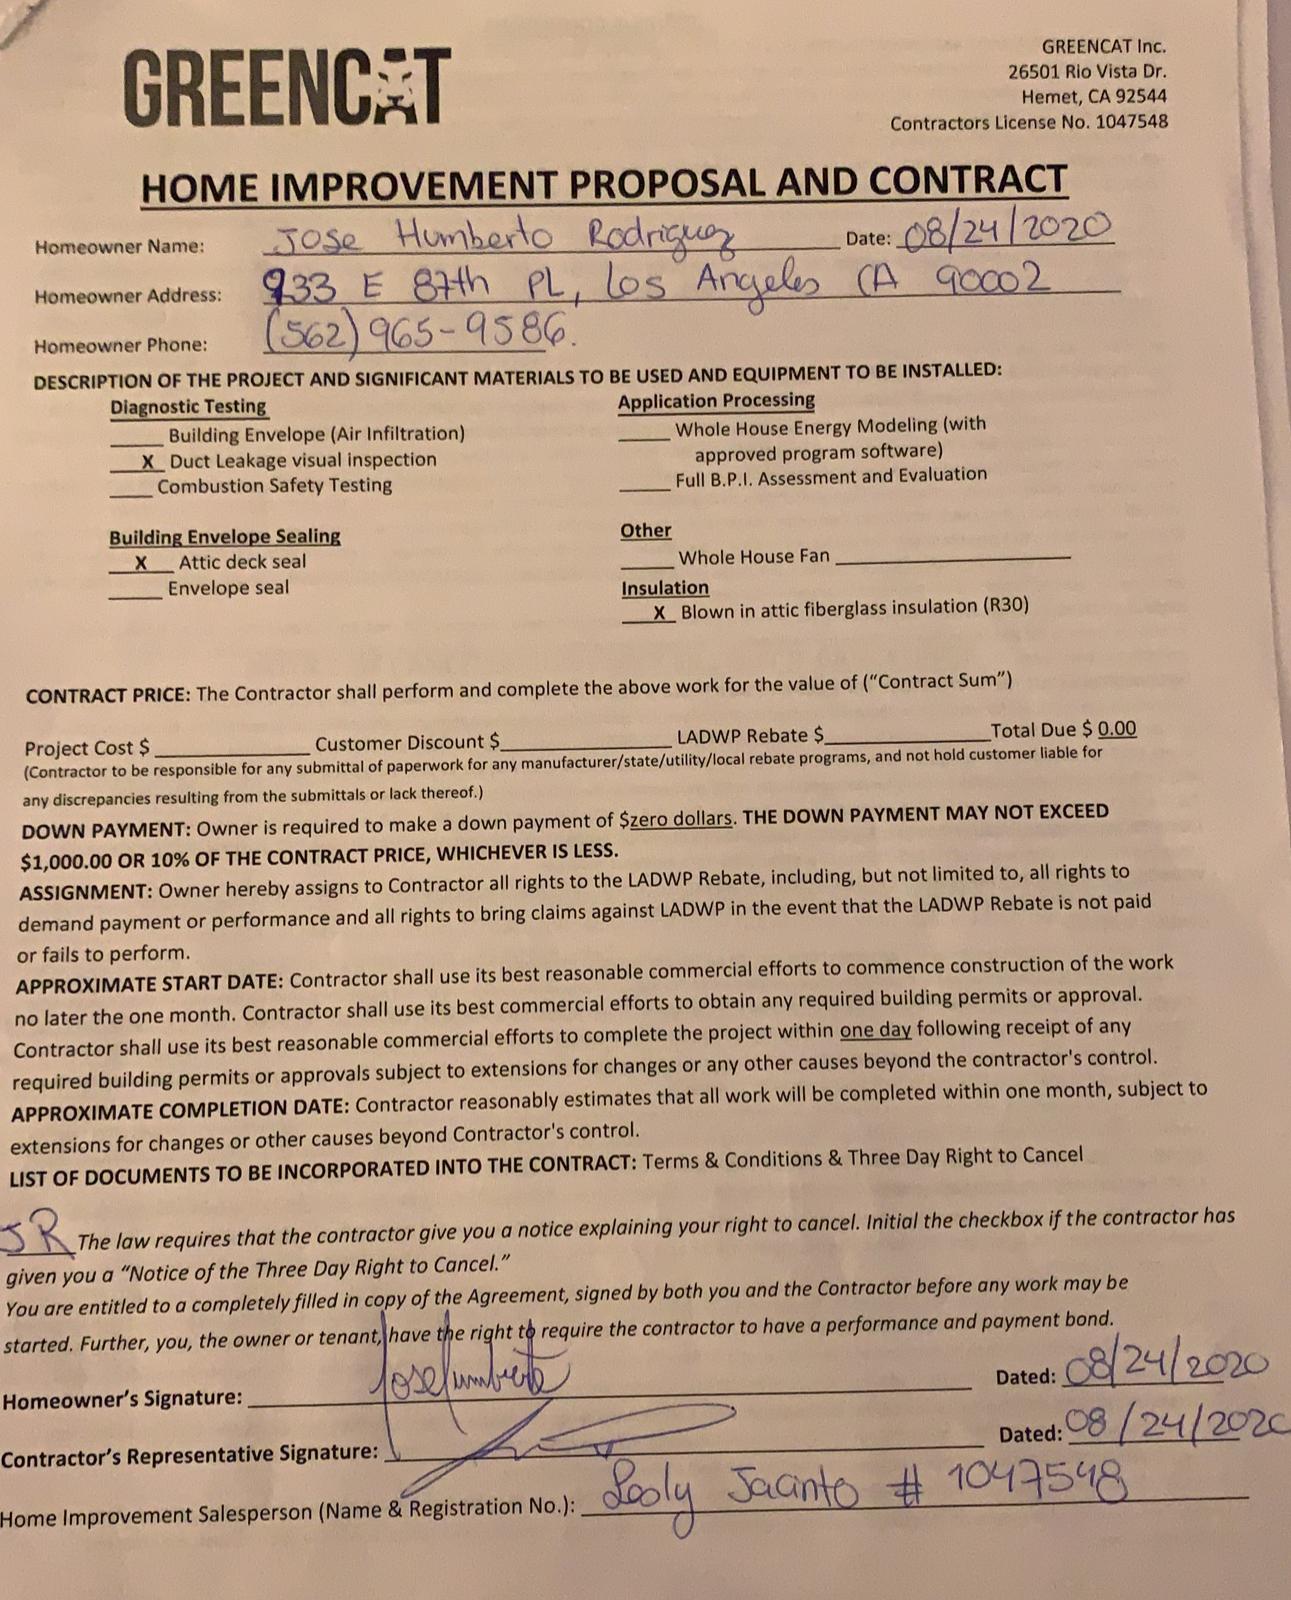 GREENCAT
GREENCAT Inc.
26501 Rio Vista Dr.
Hemet, CA 92544
Contractors License No. 1047548
HOME IMPROVEMENT PROPOSAL AND CONTRACT
Homeowner Name: Jose Humberto Rodriguez Date: 08/24/2020
Homeowner Address: 933 E 87th PL, Los Angeles CA 90002
Homeowner Phone: (562) 965-9586.
DESCRIPTION OF THE PROJECT AND SIGNIFICANT MATERIALS TO BE USED AND EQUIPMENT TO BE INSTALLED:
Diagnostic Testing
Building Envelope (Air Infiltration)
X Duct Leakage visual inspection
Combustion Safety Testing
Application Processing
Whole House Energy Modeling (with
approved program software)
Full B.P.I. Assessment and Evaluation
Building Envelope Sealing
X Attic deck seal
Envelope seal
Other
Whole House Fan
Insulation
X Blown in attic fiberglass insulation (R30)
CONTRACT PRICE: The Contractor shall perform and complete the above work for the value of ("Contract Sum")
Project Cost $ Customer Discount $ LADWP Rebate $ Total Due $ 0.00
(Contractor to be responsible for any submittal of paperwork for any manufacturer/state/utility/local rebate programs, and not hold customer liable for
any discrepancies resulting from the submittals or lack thereof.)
DOWN PAYMENT: Owner is required to make a down payment of $zero dollars. THE DOWN PAYMENT MAY NOT EXCEED
$1,000.00 OR 10% OF THE CONTRACT PRICE, WHICHEVER IS LESS.
ASSIGNMENT: Owner hereby assigns to Contractor all rights to the LADWP Rebate, including, but not limited to, all rights to
demand payment or performance and all rights to bring claims against LADWP in the event that the LADWP Rebate is not paid
or fails to perform.
APPROXIMATE START DATE: Contractor shall use its best reasonable commercial efforts to commence construction of the work
no later the one month. Contractor shall use its best commercial efforts to obtain any required building permits or approval.
Contractor shall use its best reasonable commercial efforts to complete the project within one day following receipt of any
required building permits or approvals subject to extensions for changes or any other causes beyond the contractor's control.
APPROXIMATE COMPLETION DATE: Contractor reasonably estimates that all work will be completed within one month, subject to
extensions for changes or other causes beyond Contractor's control.
LIST OF DOCUMENTS TO BE INCORPORATED INTO THE CONTRACT: Terms & Conditions & Three Day Right to Cancel
JR The law requires that the contractor give you a notice explaining your right to cancel. Initial the checkbox if the contractor has
given you a "Notice of the Three Day Right to Cancel."
You are entitled to a completely filled in copy of the Agreement, signed by both you and the Contractor before any work may be
started. Further, you, the owner or tenant, have the right to require the contractor to have a performance and payment bond.
Homeowner's Signature: Dated: 08/24/2020
Contractor's Representative Signature: Dated: 08/24/2020
Home Improvement Salesperson (Name & Registration No.): Lesly Jacinto # 1047548